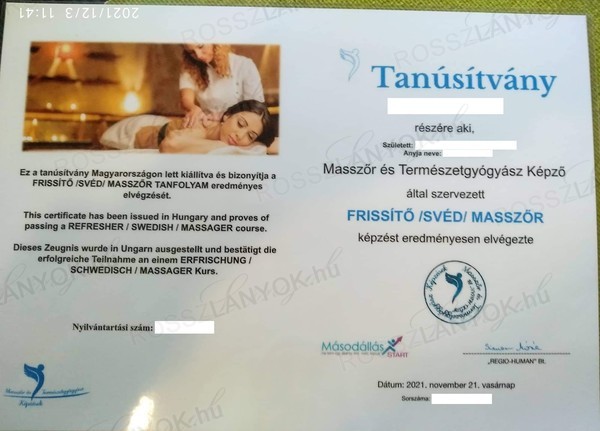 2021/12/3 11:41
Ez a tanúsítvány Magyarországon lett kiállítva és bizonyítja a
FRISSÍTŐ /SVÉD/ MASSZŐR TANFOLYAM eredményes
elvégzését.
This certificate has been issued in Hungary and proves of
passing a REFRESHER / SWEDISH / MASSAGER course.
Dieses Zeugnis wurde in Ungarn ausgestellt und bestätigt die
erfolgreiche Teilnahme an einem ERFRISCHUNG /
SCHWEDISCH / MASSAGER Kurs.
Nyilvántartási szám:
Masszőr és Természetgyógyász
Képzések
Tanúsítvány
részére aki,
Született:
Anyja neve:
Masszőr és Természetgyógyász Képző
által szervezett
FRISSÍTŐ /SVÉD/ MASSZŐR
képzést eredményesen elvégezte
Másodállás
START
„REGIO-HUMAN” Bt.
Dátum: 2021. november 21. vasárnap
Sorszáma:
ROSSZLÁNYOK.hu